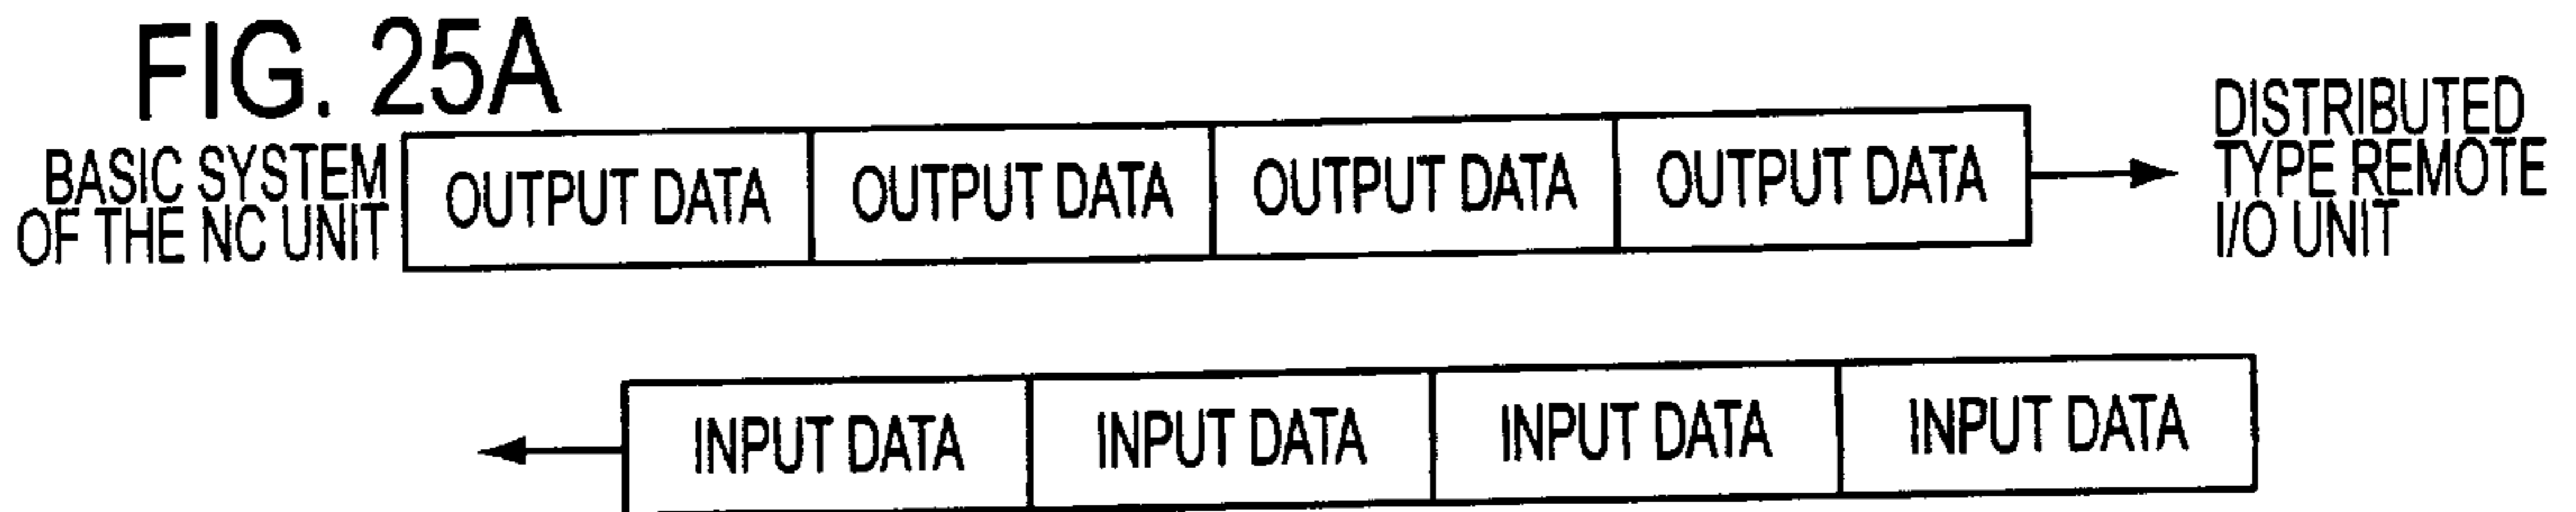 FIG. 25A
BASIC SYSTEM
OF THE NC UNIT
OUTPUT DATA OUTPUT DATA OUTPUT DATA OUTPUT DATA
DISTRIBUTED
TYPE REMOTE
I/O UNIT
INPUT DATA INPUT DATA INPUT DATA INPUT DATA